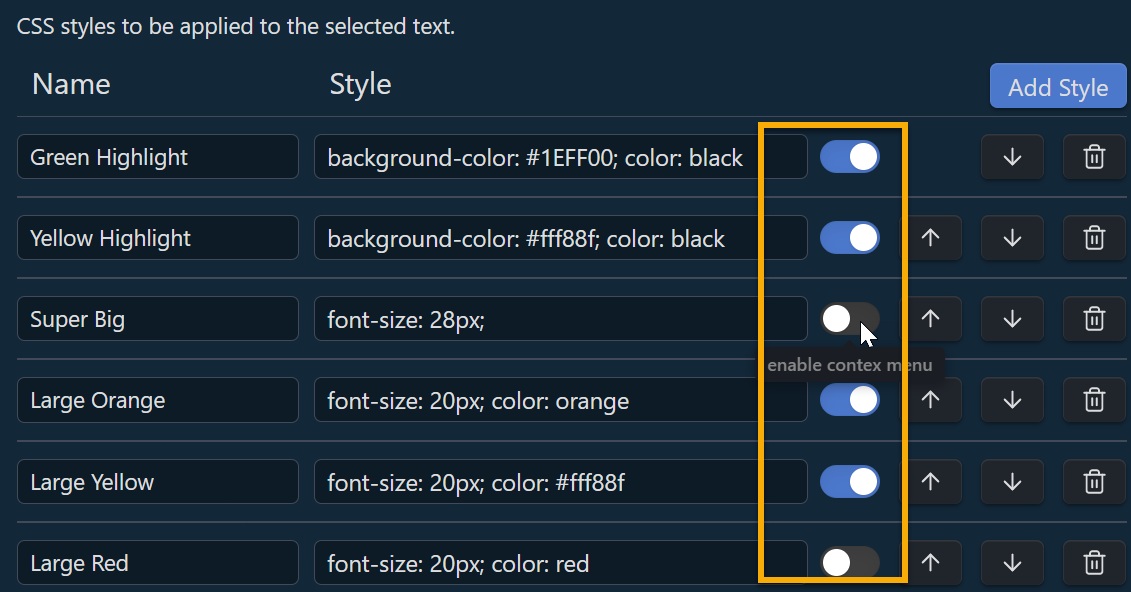 CSS styles to be applied to the selected text.
Name Style Add Style
Green Highlight background-color: #1EFF00; color: black
Yellow Highlight background-color: #fff88f; color: black
Super Big font-size: 28px;
enable contex menu
Large Orange font-size: 20px; color: orange
Large Yellow font-size: 20px; color: #fff88f
Large Red font-size: 20px; color: red